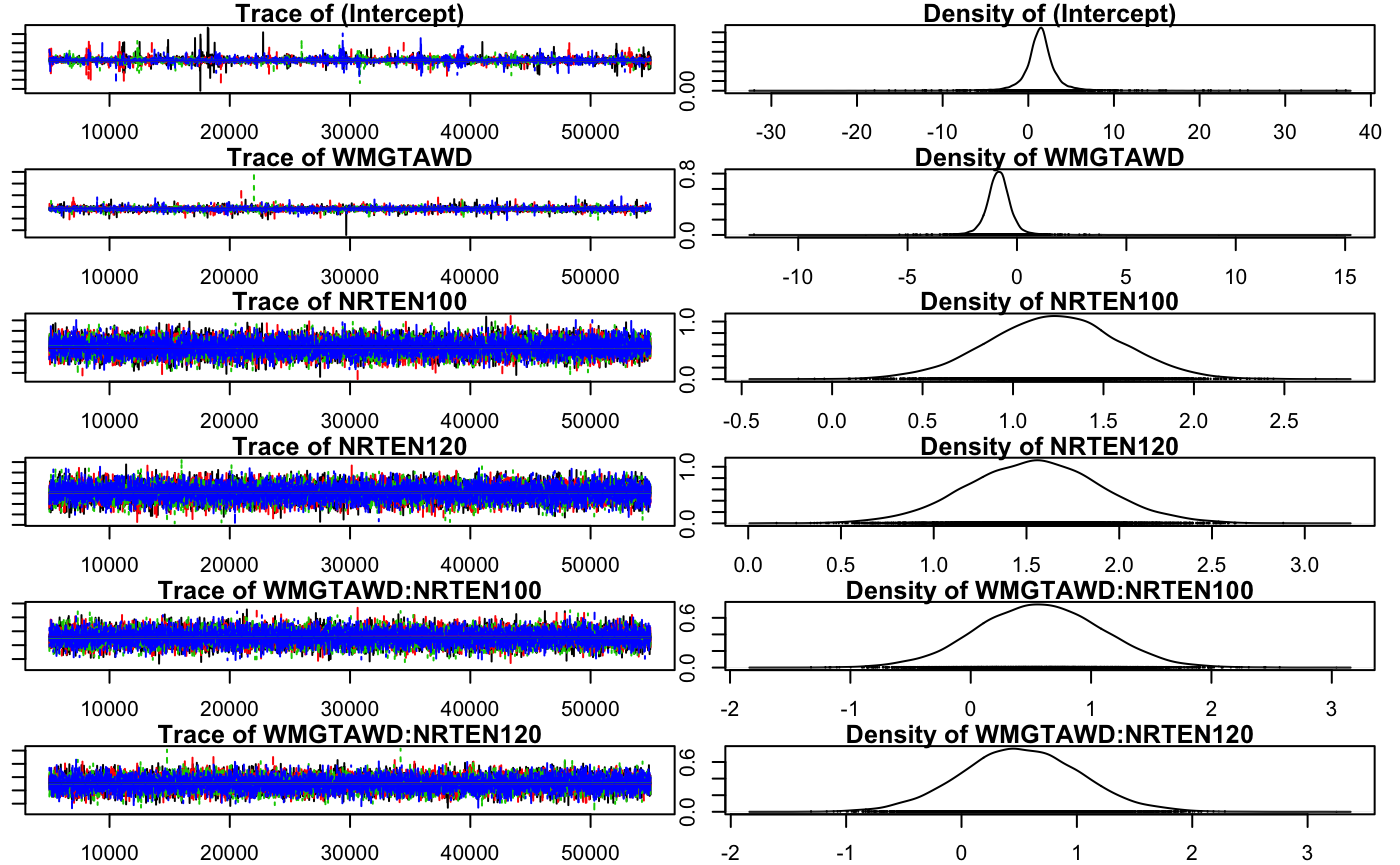 Trace of (Intercept) Density of (Intercept)
0.00
10000 20000 30000 40000 50000 -30 -20 -10 0 10 20 30 40
Trace of WMGTAWD Density of WMGTAWD
0.0 0.8
10000 20000 30000 40000 50000 -10 -5 0 5 10 15
Trace of NRTEN100 Density of NRTEN100
0.0 1.0
10000 20000 30000 40000 50000 -0.5 0.0 0.5 1.0 1.5 2.0 2.5
Trace of NRTEN120 Density of NRTEN120
0.0 1.0
10000 20000 30000 40000 50000 0.0 0.5 1.0 1.5 2.0 2.5 3.0
Trace of WMGTAWD:NRTEN100 Density of WMGTAWD:NRTEN100
0.0 0.6
10000 20000 30000 40000 50000 -2 -1 0 1 2 3
Trace of WMGTAWD:NRTEN120 Density of WMGTAWD:NRTEN120
0.0 0.6
10000 20000 30000 40000 50000 -2 -1 0 1 2 3